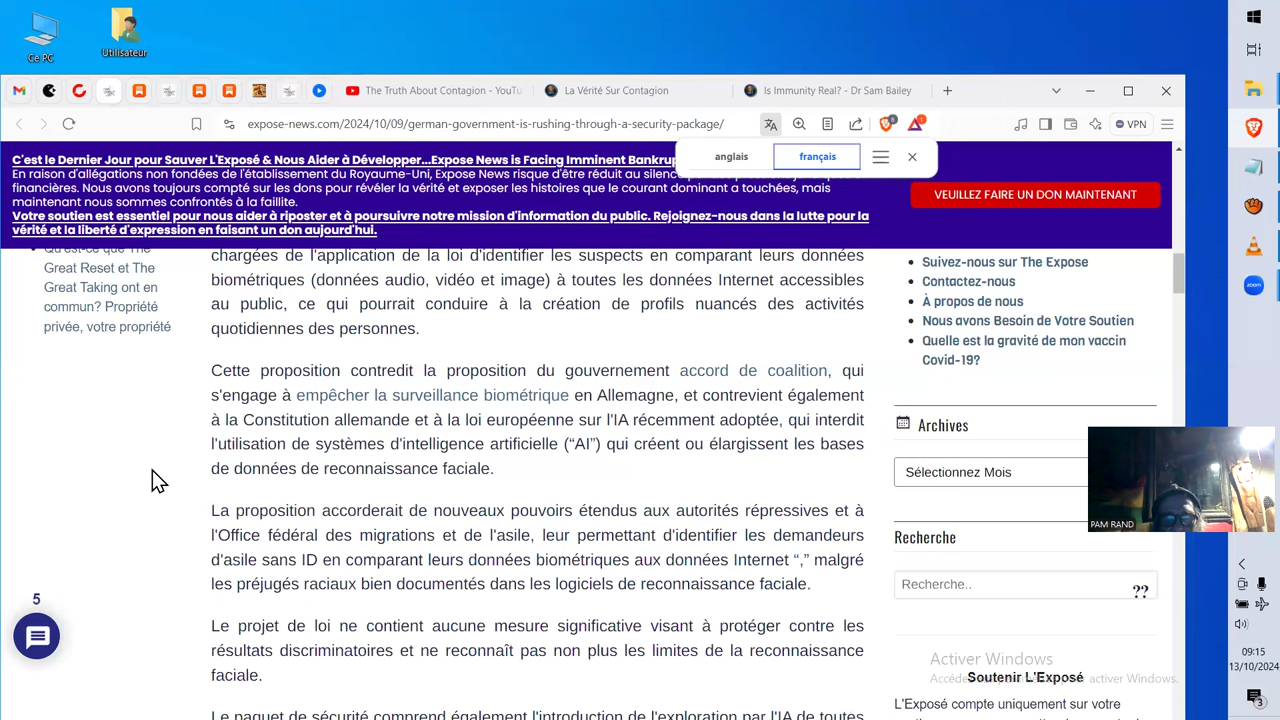 Ce PC
Utilisateur
The Truth About Contagion - YouTu
La Vérité Sur Contagion
Is Immunity Real? - Dr Sam Bailey
expose-news.com/2024/10/09/german-government-is-rushing-through-a-security-package/
VPN
anglais
français
C'est le Dernier Jour pour Sauver L'Exposé & Nous Aider à Développer...Expose News is Facing Imminent Bankrup
En raison d'allégations non fondées de l'établissement du Royaume-Uni, Expose News risque d'être réduit au silence
financières. Nous avons toujours compté sur les dons pour révéler la vérité et exposer les histoires que le courant dominant a touchées, mais
maintenant nous sommes confrontés à la faillite.
Votre soutien est essentiel pour nous aider à riposter et à poursuivre notre mission d'information du public. Rejoignez-nous dans la lutte pour la
vérité et la liberté d'expression en faisant un don aujourd'hui.
VEUILLEZ FAIRE UN DON MAINTENANT
Qu'est-ce que The
Great Reset et The
Great Taking ont en
commun? Propriété
privée, votre propriété
chargées de l'application de la loi d'identifier les suspects en comparant leurs données
biométriques (données audio, vidéo et image) à toutes les données Internet accessibles
au public, ce qui pourrait conduire à la création de profils nuancés des activités
quotidiennes des personnes.
Cette proposition contredit la proposition du gouvernement accord de coalition, qui
s'engage à empêcher la surveillance biométrique en Allemagne, et contrevient également
à la Constitution allemande et à la loi européenne sur l'IA récemment adoptée, qui interdit
l'utilisation de systèmes d'intelligence artificielle (“AI”) qui créent ou élargissent les bases
de données de reconnaissance faciale.
La proposition accorderait de nouveaux pouvoirs étendus aux autorités répressives et à
l'Office fédéral des migrations et de l'asile, leur permettant d'identifier les demandeurs
d'asile sans ID en comparant leurs données biométriques aux données Internet “,” malgré
les préjugés raciaux bien documentés dans les logiciels de reconnaissance faciale.
Le projet de loi ne contient aucune mesure significative visant à protéger contre les
résultats discriminatoires et ne reconnaît pas non plus les limites de la reconnaissance
faciale.
Le paquet de sécurité comprend également l'introduction de l'exploration par l'IA de toutes
Suivez-nous sur The Expose
Contactez-nous
À propos de nous
Nous avons Besoin de Votre Soutien
Quelle est la gravité de mon vaccin
Covid-19?
Archives
Sélectionnez Mois
PAM RAND
Recherche
Recherche..
??
Activer Windows
activer Windows.
Soutenir L'Exposé
L'Exposé compte uniquement sur votre
5
zoom
09:15
13/10/2024
3